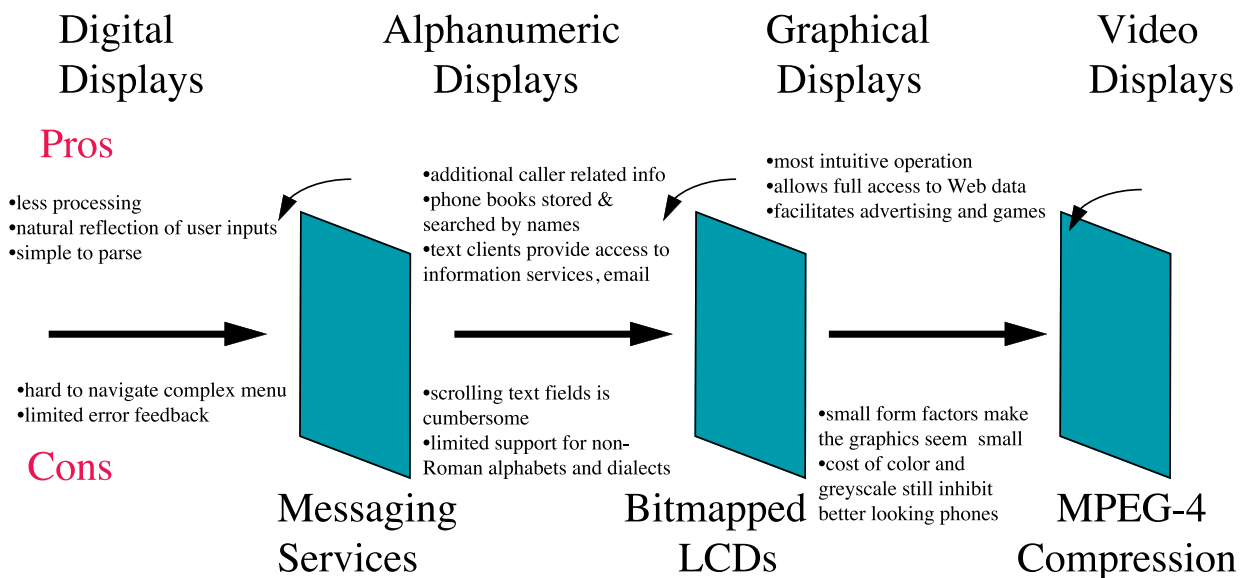 Digital
Displays
Alphanumeric
Displays
Graphical
Displays
Video
Displays
Pros
•less processing
•natural reflection of user inputs
•simple to parse
•additional caller related info
•phone books stored &
searched by names
•text clients provide access to
information services, email
•most intuitive operation
•allows full access to Web data
•facilitates advertising and games
•hard to navigate complex menu
•limited error feedback
Cons
•scrolling text fields is
cumbersome
•limited support for non-
Roman alphabets and dialects
•small form factors make
the graphics seem small
•cost of color and
greyscale still inhibit
better looking phones
Messaging
Services
Bitmapped
LCDs
MPEG-4
Compression